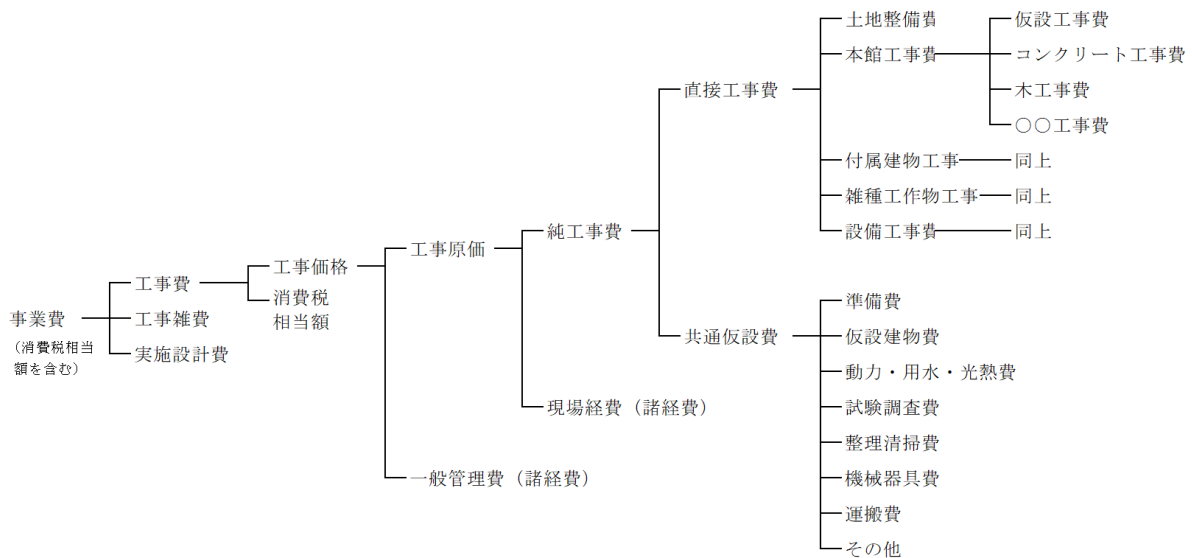 土地整備費
仮設工事費
本館工事費
コンクリート工事費
直接工事費
木工事費
〇〇工事費
付属建物工事
同上
雑種工作物工事
同上
純工事費
設備工事費
同上
工事原価
工事価格
工事費
消費税
相当額
準備費
事業費
工事雑費
共通仮設費
仮設建物費
(消費税相当
額を含む)
実施設計費
動力・用水・光熱費
現場経費(諸経費)
試験調査費
整理清掃費
一般管理費(諸経費)
機械器具費
運搬費
その他